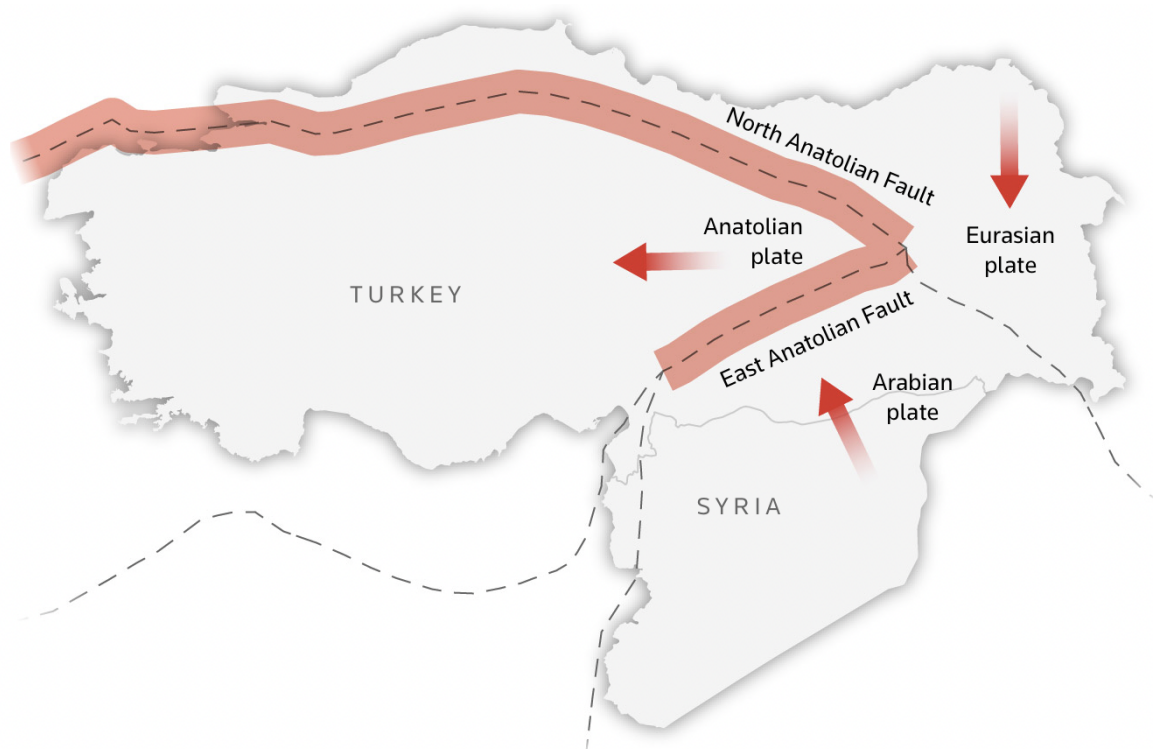 North Anatolian Fault
Anatolian
plate
Eurasian
plate
TURKEY
East Anatolian Fault
Arabian
plate
SYRIA